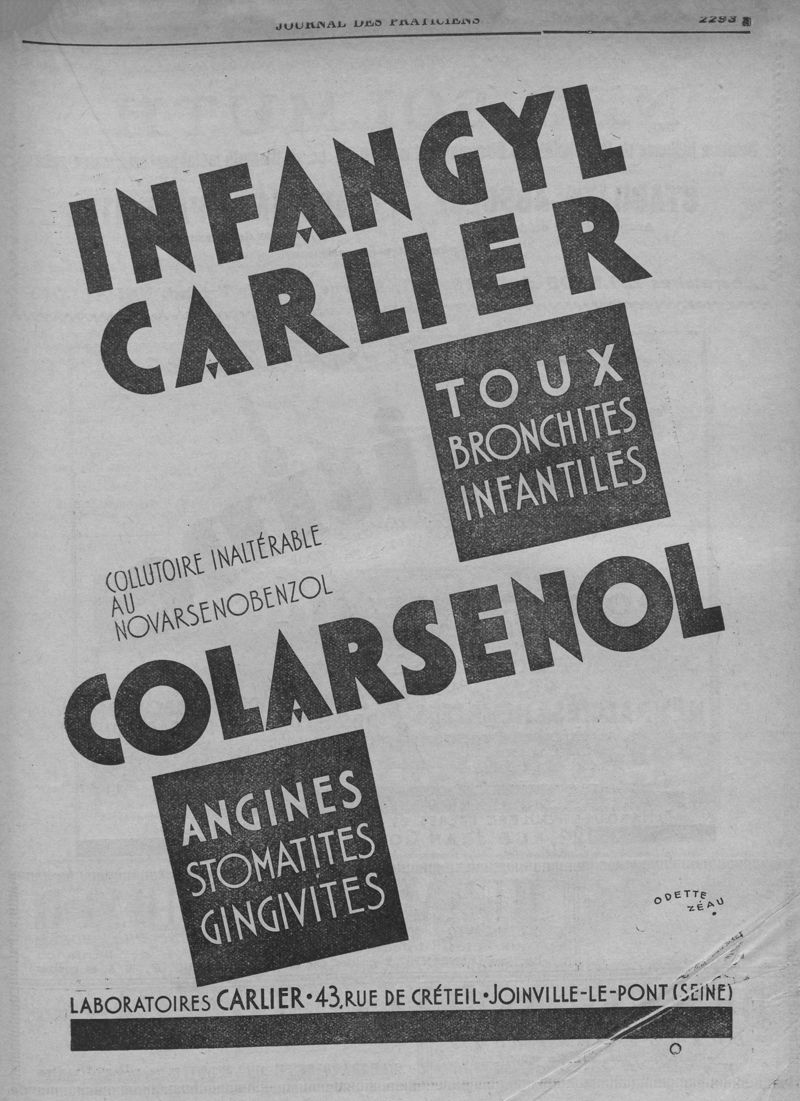 JOURNAL DES PRATICIENS 2293
INFANGYL
CARLIER
TOUX
BRONCHITES
INFANTILES
COLLUTOIRE INALTÉRABLE
AU
NOVARSENOBENZOL
COLARSENOL
ANGINES
STOMATITES
GINGIVITES
ODETTE
ZÉAU
LABORATOIRES CARLIER • 43, RUE DE CRÉTEIL • JOINVILLE-LE-PONT (SEINE)